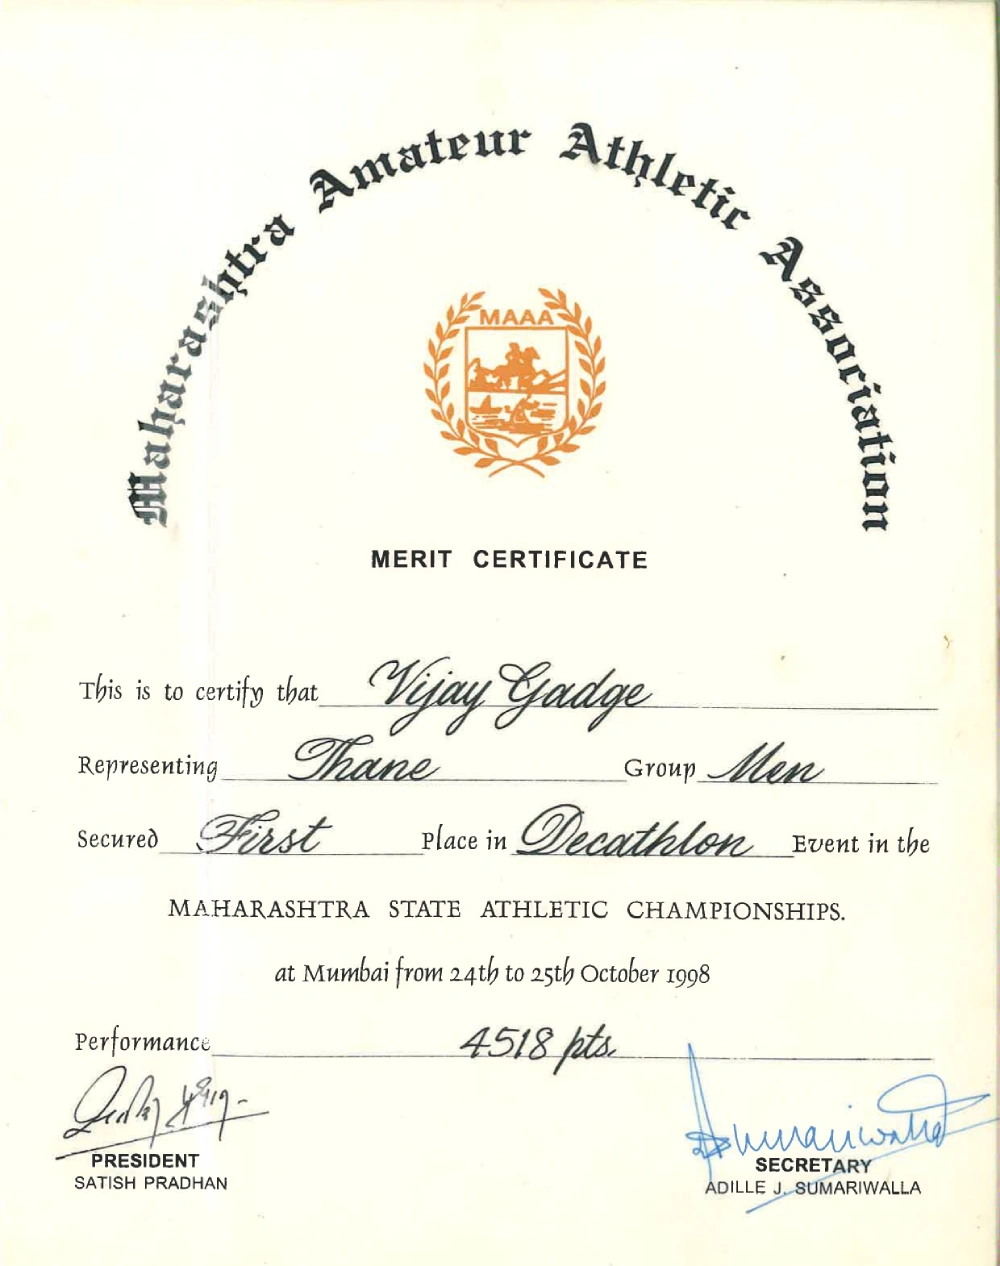 Maharashtra Amateur Athletic Association
MAAA
MERIT CERTIFICATE
This is to certify that Vijay Gadge
Representing Thane Group Men
Secured First Place in Decathlon Event in the
MAHARASHTRA STATE ATHLETIC CHAMPIONSHIPS.
at Mumbai from 24th to 25th October 1998
Performance 4518 pts.
PRESIDENT
SATISH PRADHAN
SECRETARY
ADILLE J. SUMARIWALLA